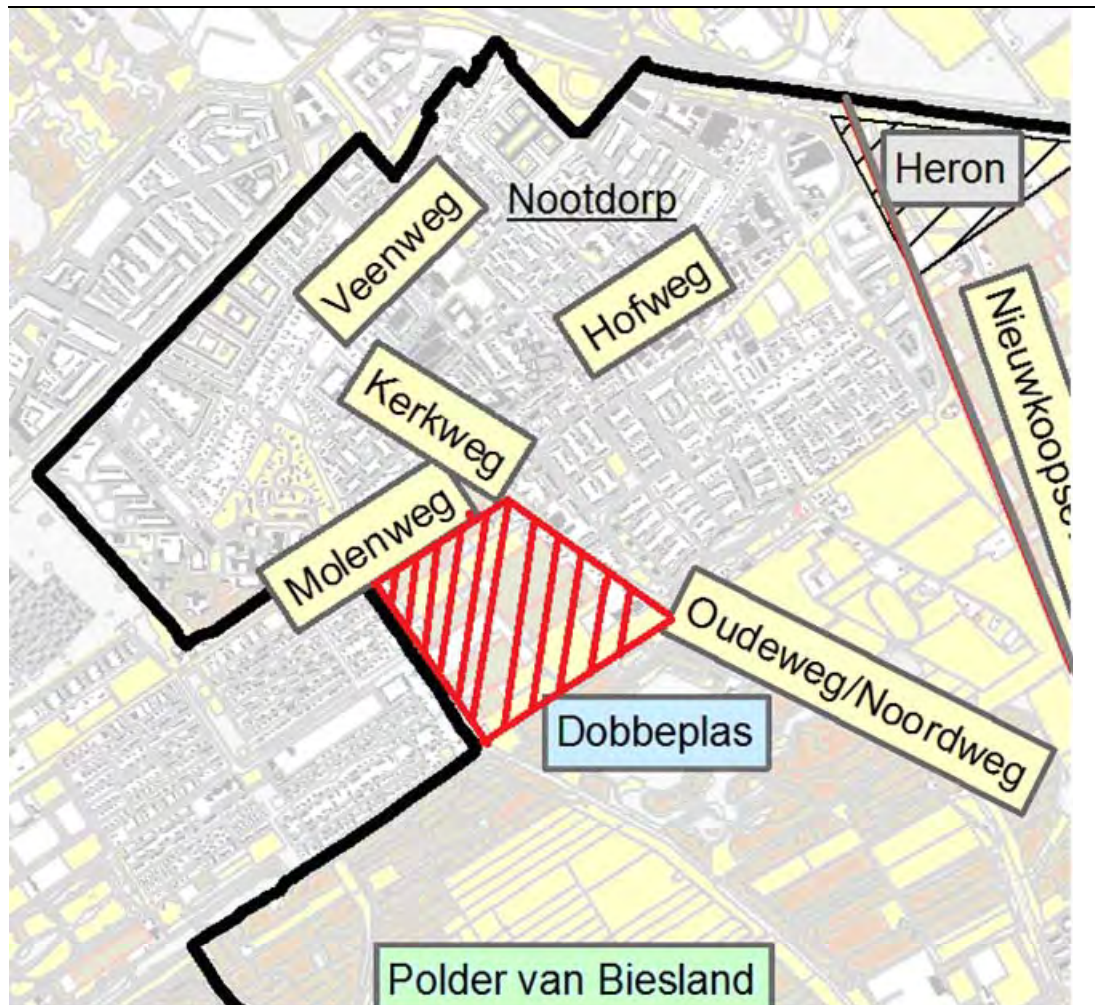 Heron
Nootdorp
Veenweg
Hofweg
Kerkweg
Molenweg
Oudeweg/Noordweg
Dobbeplas
Polder van Biesland